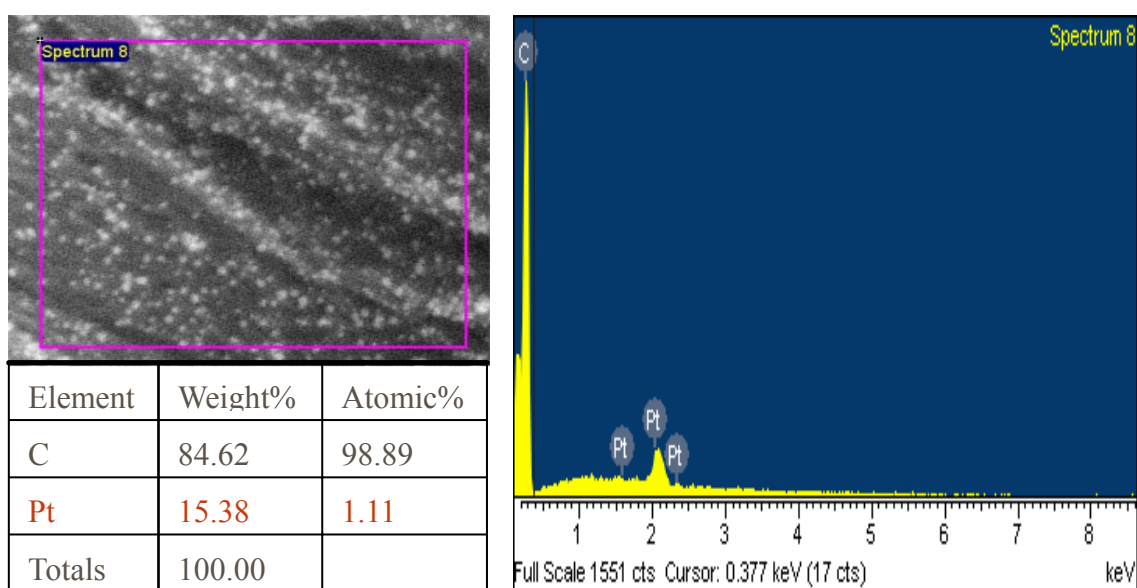 Spectrum 8
Element Weight% Atomic%
C 84.62 98.89
Pt 15.38 1.11
Totals 100.00
Spectrum 8
C
Pt
Pt
Pt
1 2 3 4 5 6 7 8
Full Scale 1551 cts Cursor: 0.377 keV (17 cts) keV